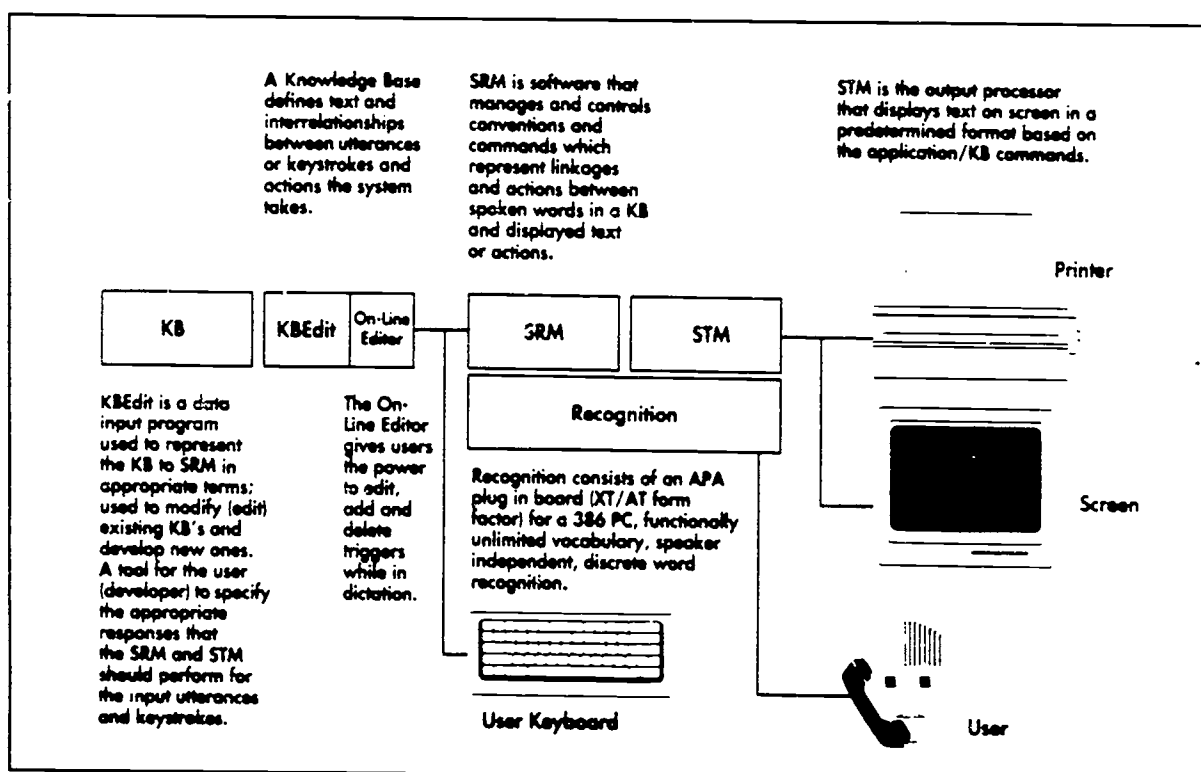 A Knowledge Base
defines text and
interrelationships
between utterances
or keystrokes and
actions the system
takes.
SRM is software that
manages and controls
conventions and
commands which
represent linkages
and actions between
spoken words in a KB
and displayed text
or actions.
STM is the output processor
that displays text on screen in a
predetermined format based on
the application/KB commands.
Printer
KB
KBEdit
On-Line
Editor
SRM
STM
Recognition
KBEdit is a data
input program
used to represent
the KB to SRM in
appropriate terms;
used to modify (edit)
existing KB's and
develop new ones.
A tool for the user
(developer) to specify
the appropriate
responses that
the SRM and STM
should perform for
the input utterances
and keystrokes.
The On-
Line Editor
gives users
the power
to edit,
add and
delete
triggers
while in
dictation.
Recognition consists of an APA
plug in board (XT/AT form
factor) for a 386 PC, functionally
unlimited vocabulary, speaker
independent, discrete word
recognition.
Screen
User Keyboard
User